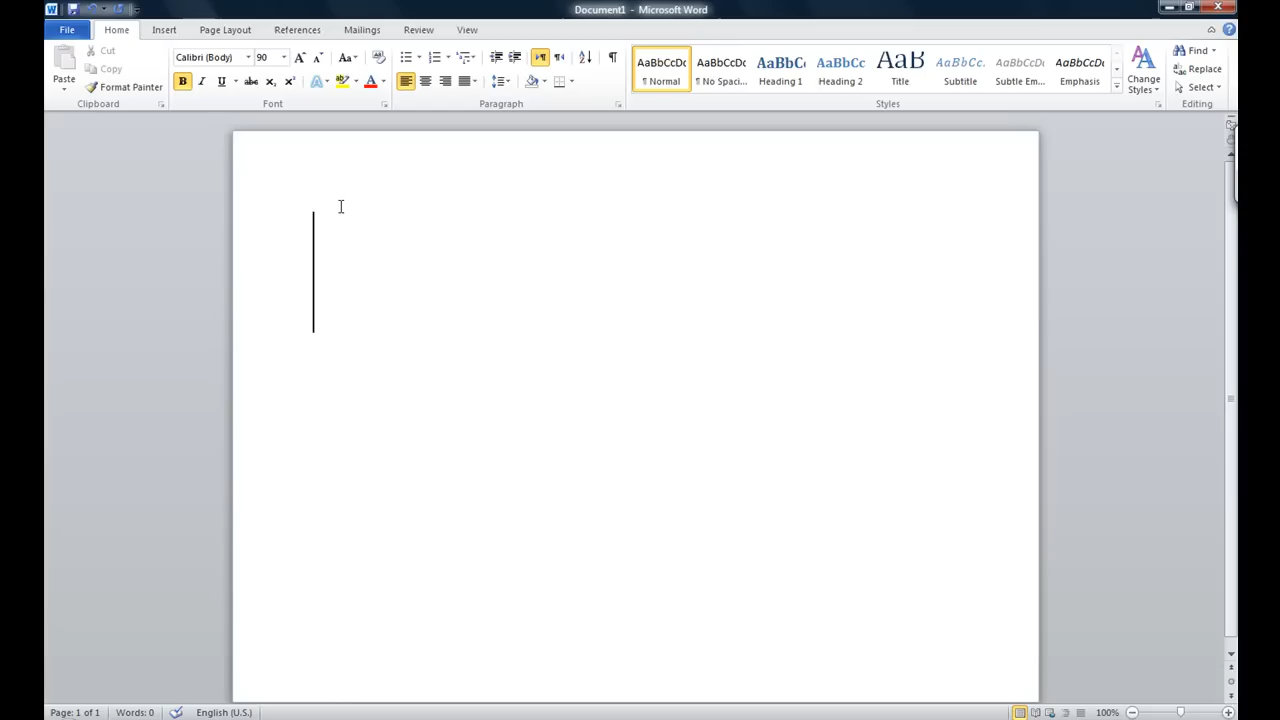 Document1 - Microsoft Word
File Home Insert Page Layout References Mailings Review View
Paste
Cut
Copy
Format Painter
Clipboard
Calibri (Body) 90
Font
Paragraph
AaBbCcDc AaBbCcDc AaBbC AaBbCc AaB AaBbCc. AaBbCcDc AaBbCcDc
¶ Normal ¶ No Spaci... Heading 1 Heading 2 Title Subtitle Subtle Em... Emphasis
Change Styles
Styles
Find
Replace
Select
Editing
Page: 1 of 1 Words: 0 English (U.S.) 100%